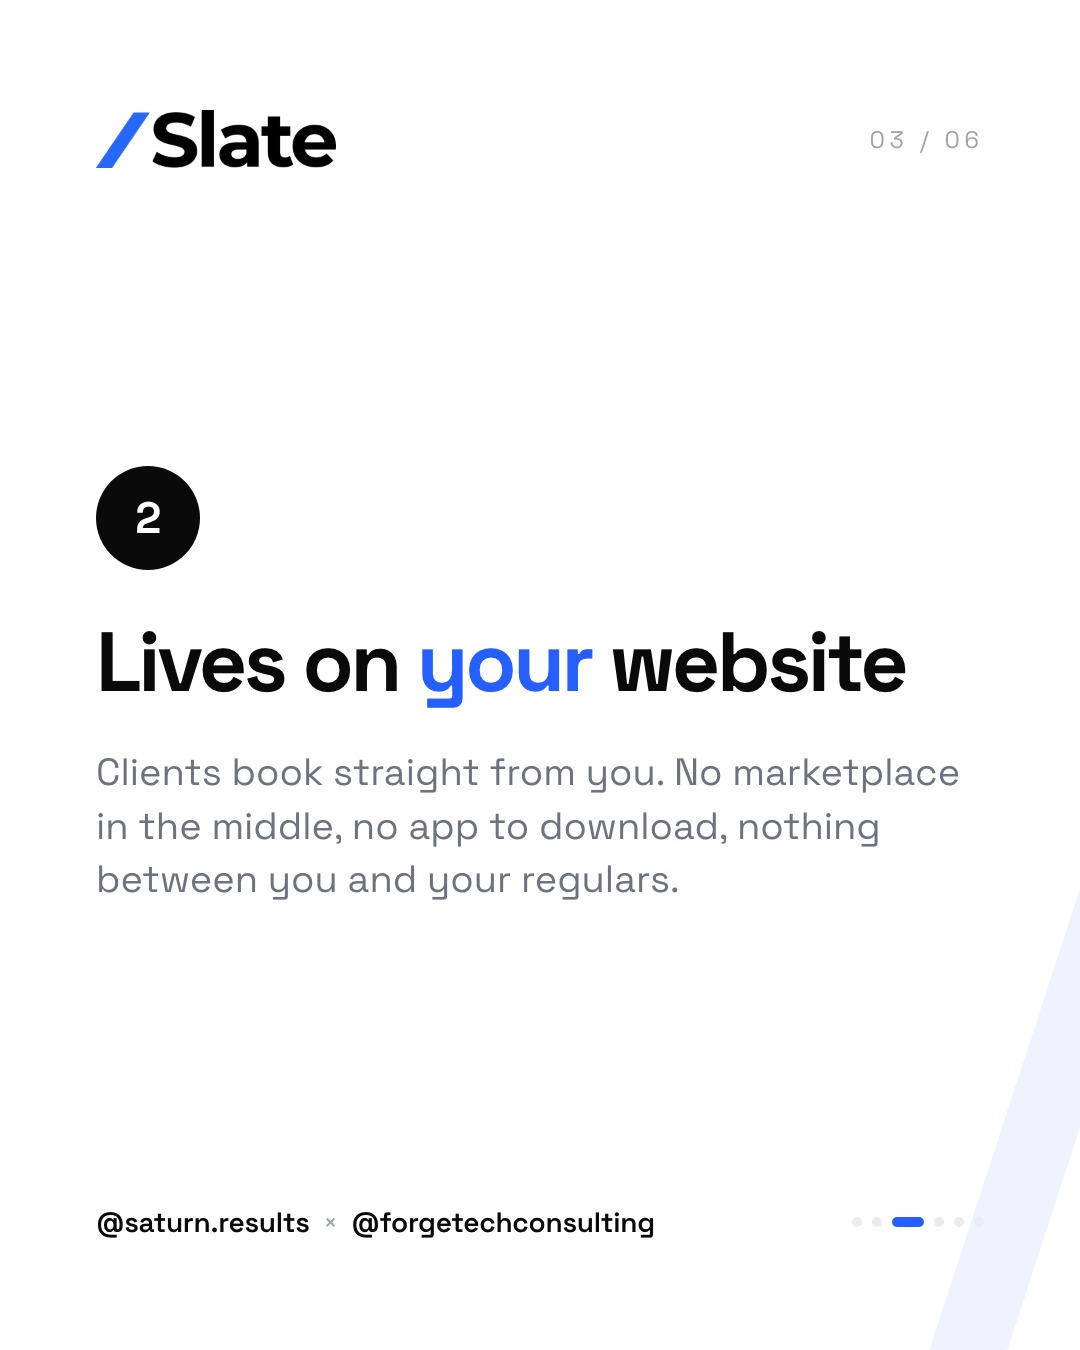 Slate
03 / 06
2
Lives on your website
Clients book straight from you. No marketplace
in the middle, no app to download, nothing
between you and your regulars.
@saturn.results × @forgetechconsulting